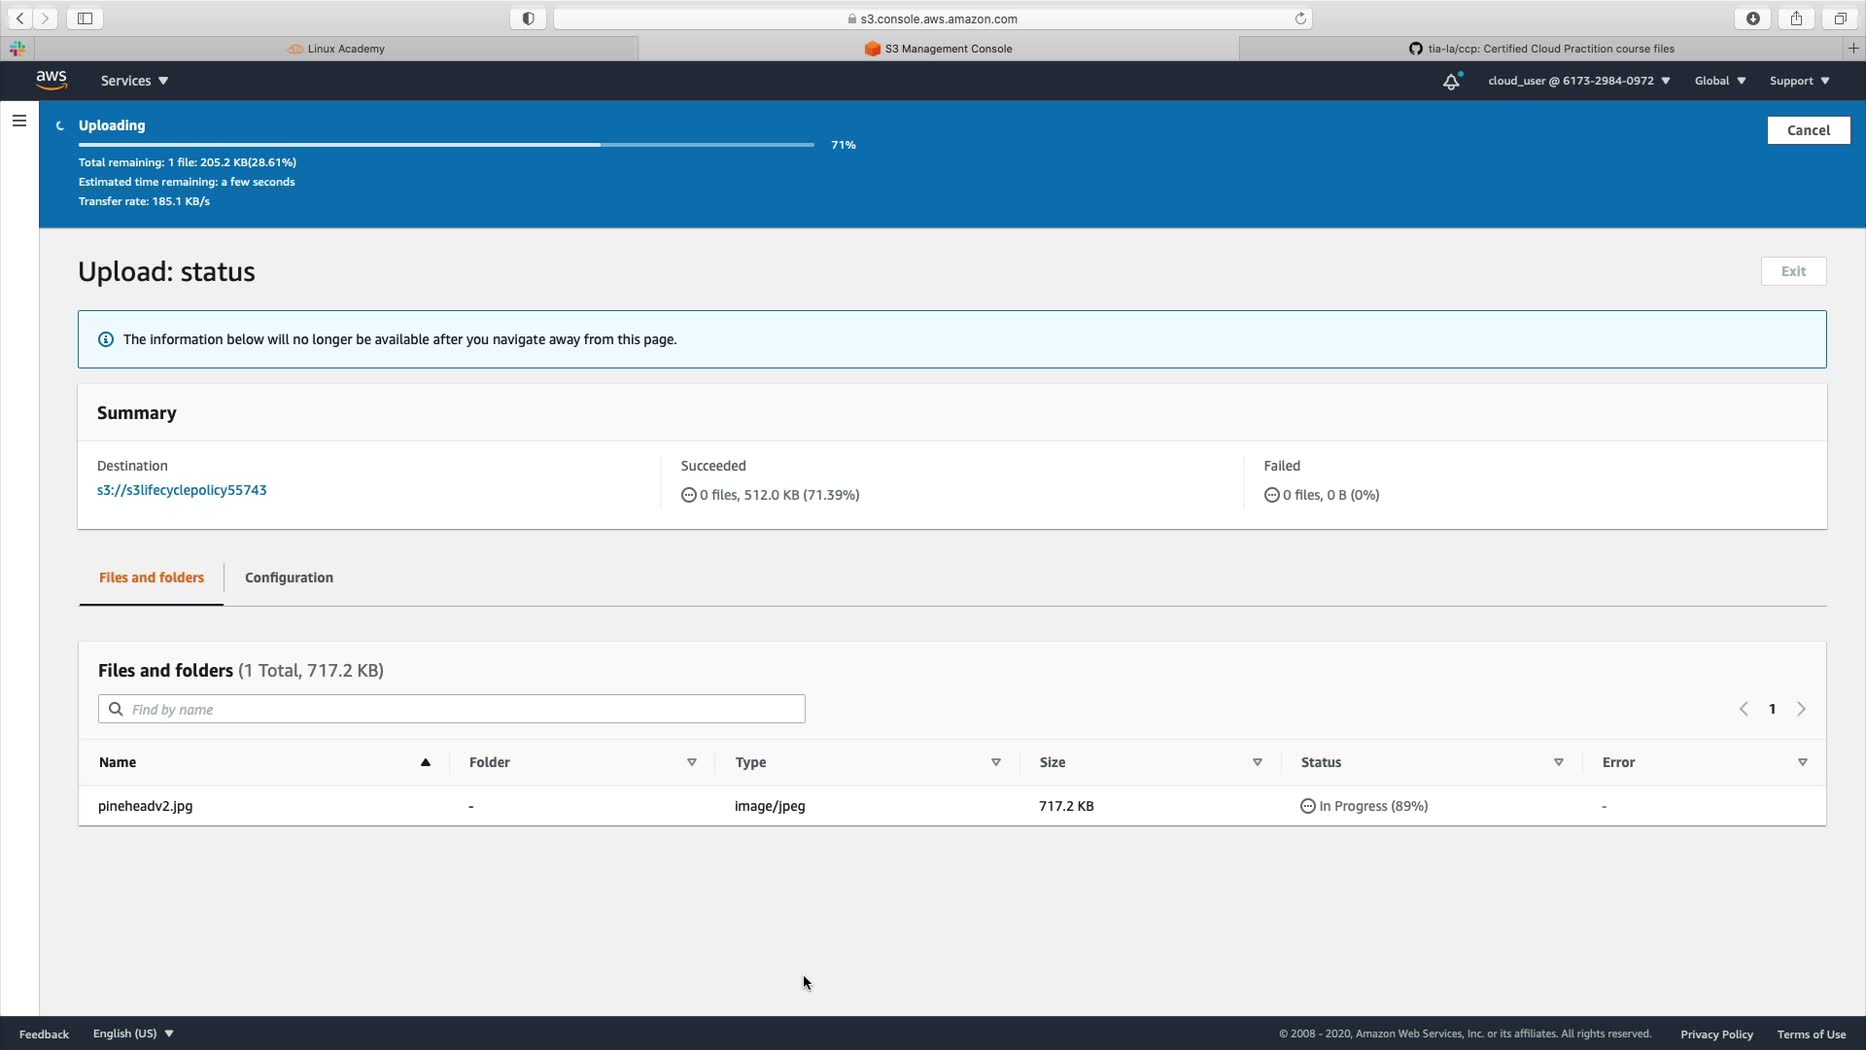 s3.console.aws.amazon.com
Linux Academy
S3 Management Console
tia-la/ccp: Certified Cloud Practition course files
aws
Services
cloud_user @ 6173-2984-0972
Global
Support
Uploading
Cancel
71%
Total remaining: 1 file: 205.2 KB(28.61%)
Estimated time remaining: a few seconds
Transfer rate: 185.1 KB/s
Upload: status
Exit
The information below will no longer be available after you navigate away from this page.
Summary
Destination
s3://s3lifecyclepolicy55743
Succeeded
0 files, 512.0 KB (71.39%)
Failed
0 files, 0 B (0%)
Files and folders
Configuration
Files and folders (1 Total, 717.2 KB)
Find by name
1
Name Folder Type Size Status Error
pineheadv2.jpg - image/jpeg 717.2 KB In Progress (89%) -
Feedback
English (US)
© 2008 - 2020, Amazon Web Services, Inc. or its affiliates. All rights reserved.
Privacy Policy
Terms of Use